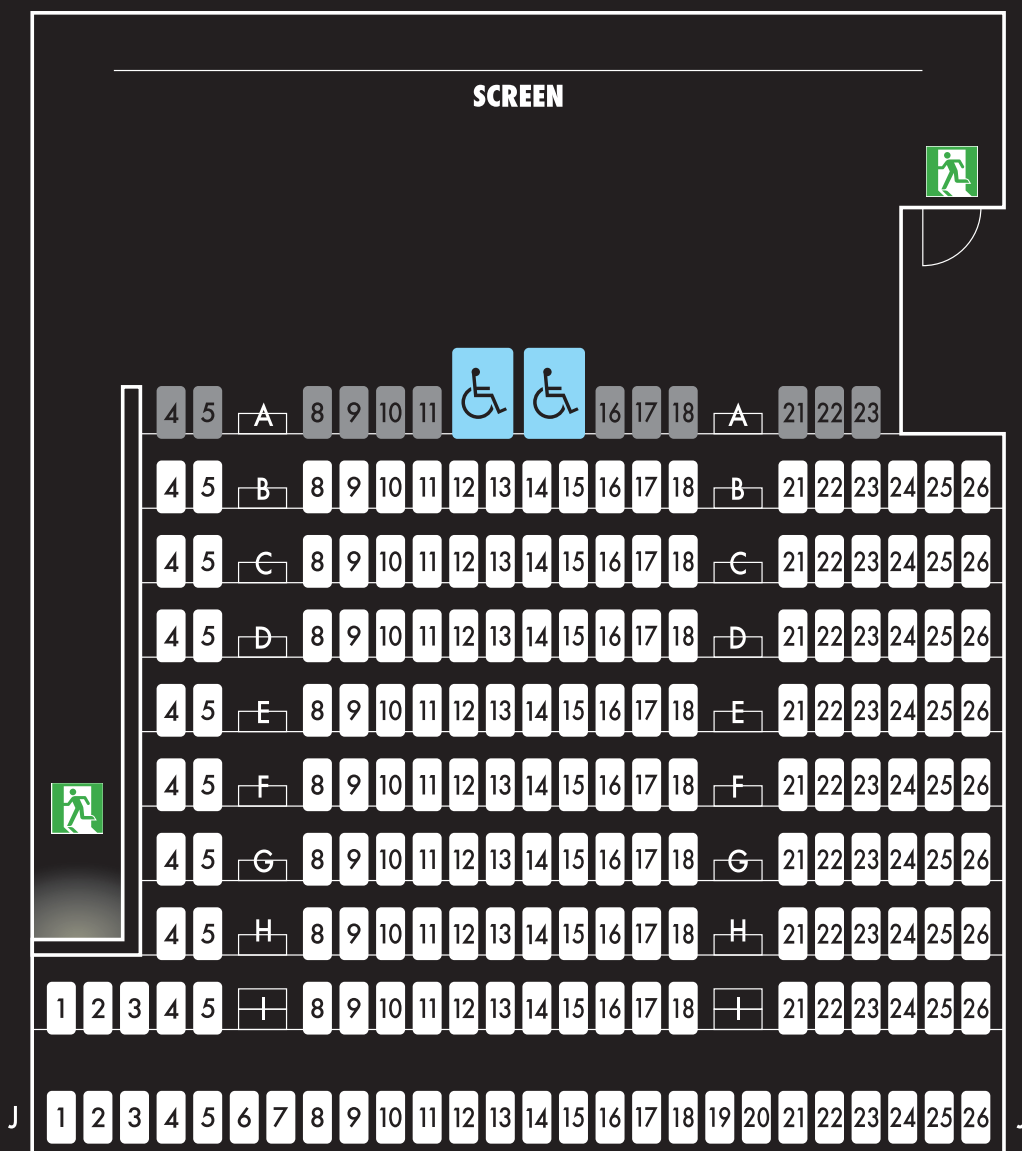 SCREEN
4 5 A 8 9 10 11 16 17 18 A 21 22 23
4 5 B 8 9 10 11 12 13 14 15 16 17 18 B 21 22 23 24 25 26
4 5 C 8 9 10 11 12 13 14 15 16 17 18 C 21 22 23 24 25 26
4 5 D 8 9 10 11 12 13 14 15 16 17 18 D 21 22 23 24 25 26
4 5 E 8 9 10 11 12 13 14 15 16 17 18 E 21 22 23 24 25 26
4 5 F 8 9 10 11 12 13 14 15 16 17 18 F 21 22 23 24 25 26
4 5 G 8 9 10 11 12 13 14 15 16 17 18 G 21 22 23 24 25 26
4 5 H 8 9 10 11 12 13 14 15 16 17 18 H 21 22 23 24 25 26
1 2 3 4 5 I 8 9 10 11 12 13 14 15 16 17 18 I 21 22 23 24 25 26
J 1 2 3 4 5 6 7 8 9 10 11 12 13 14 15 16 17 18 19 20 21 22 23 24 25 26